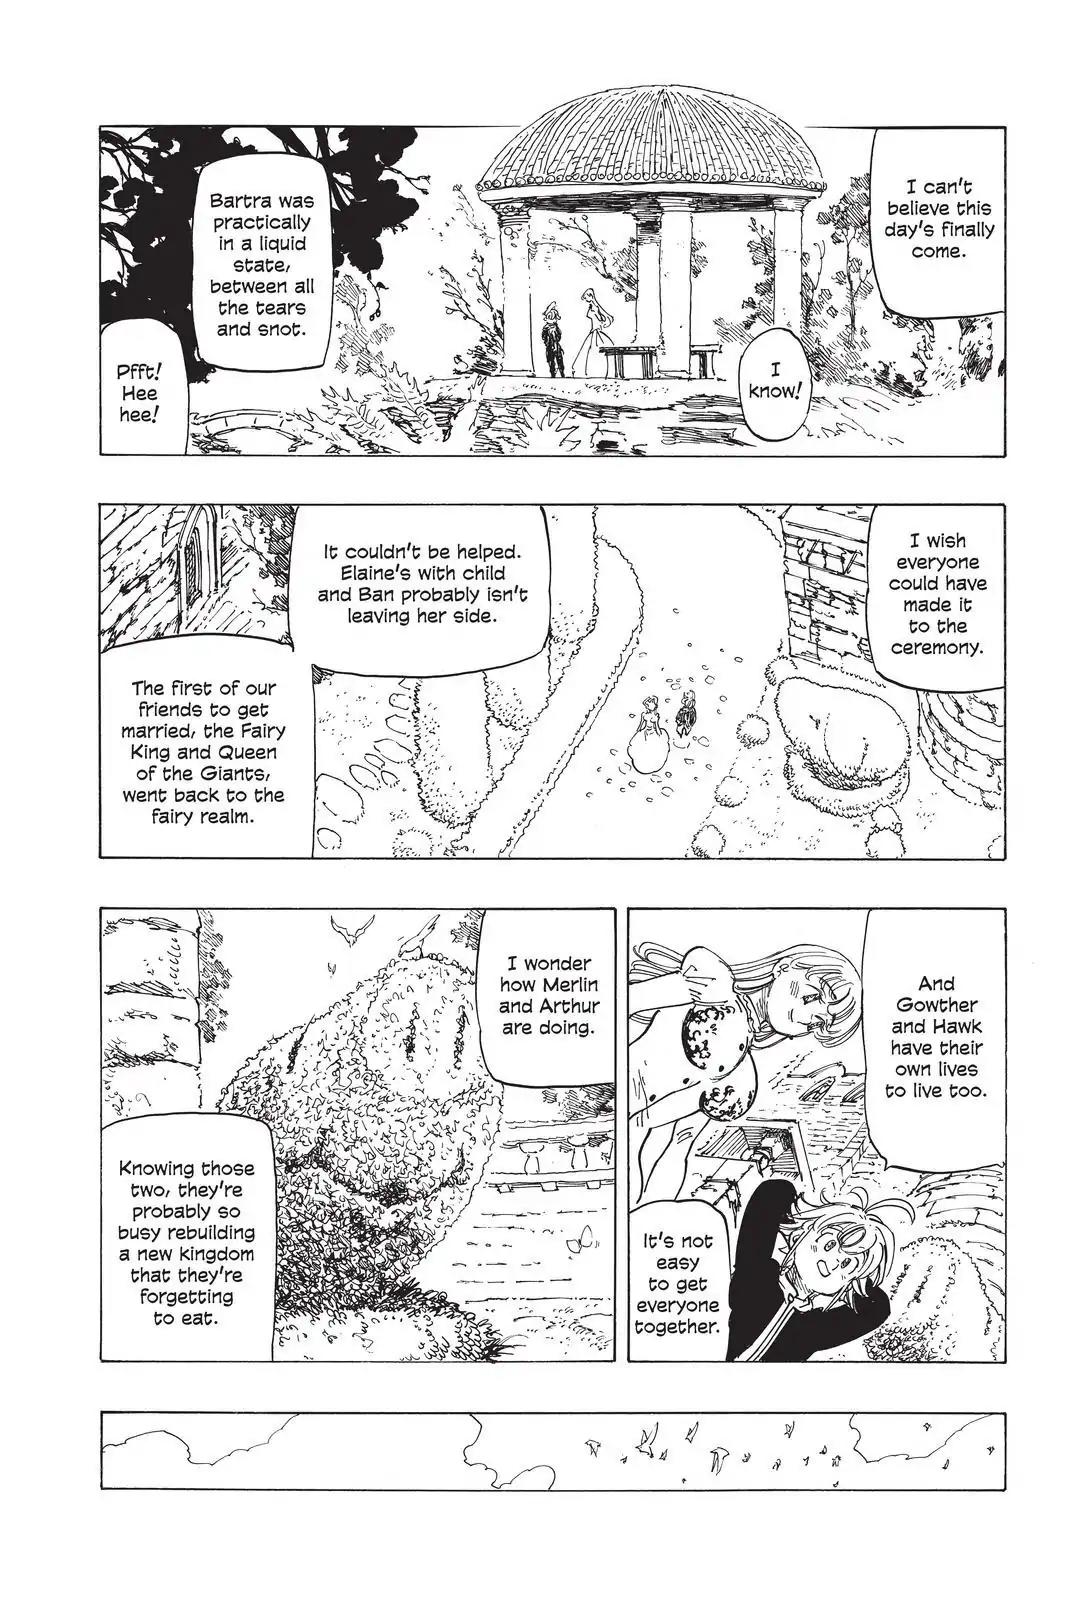 I can't
believe this
day's finally
come.
I
know!
Bartra was
practically
in a liquid
state,
between all
the tears
and snot.
Pfft!
Hee
hee!
I wish
everyone
could have
made it
to the
ceremony.
It couldn't be helped.
Elaine's with child
and Ban probably isn't
leaving her side.
The first of our
friends to get
married, the Fairy
King and Queen
of the Giants,
went back to the
fairy realm.
And
Gowther
and Hawk
have their
own lives
to live too.
It's not
easy
to get
everyone
together.
I wonder
how Merlin
and Arthur
are doing.
Knowing those
two, they're
probably so
busy rebuilding
a new kingdom
that they're
forgetting
to eat.